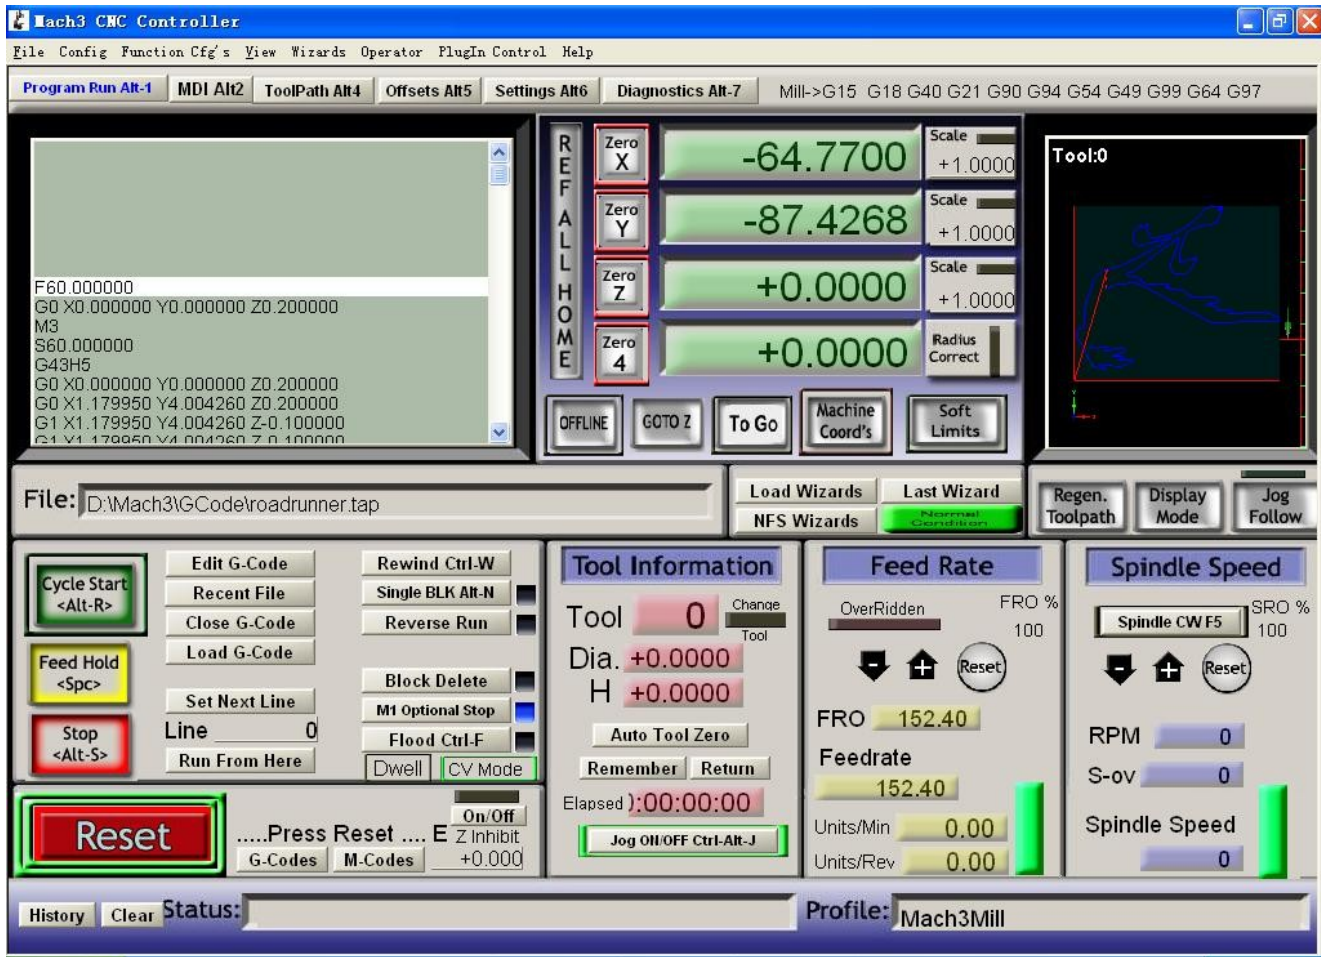 Mach3 CNC Controller
File Config Function Cfg's View Wizards Operator PlugIn Control Help
Program Run Alt-1 MDI Alt2 ToolPath Alt4 Offsets Alt5 Settings Alt6 Diagnostics Alt-7 Mill->G15 G18 G40 G21 G90 G94 G54 G49 G99 G64 G97
F60.000000
G0 X0.000000 Y0.000000 Z0.200000
M3
S60.000000
G43H5
G0 X0.000000 Y0.000000 Z0.200000
G0 X1.179950 Y4.004260 Z0.200000
G1 X1.179950 Y4.004260 Z-0.100000
G1 X1.179950 Y4.004260 Z-0.100000
REF ALL HOME
Zero X -64.7700 Scale +1.0000
Zero Y -87.4268 Scale +1.0000
Zero Z +0.0000 Scale +1.0000
Zero 4 +0.0000 Radius Correct
OFFLINE GOTO Z To Go Machine Coord's Soft Limits
Tool:0
File: D:\Mach3\GCode\roadrunner.tap
Load Wizards Last Wizard
NFS Wizards Normal Condition
Regen. Toolpath Display Mode Jog Follow
Cycle Start <Alt-R>
Feed Hold <Spc>
Stop <Alt-S>
Edit G-Code
Recent File
Close G-Code
Load G-Code
Set Next Line
Line 0
Run From Here
Rewind Ctrl-W
Single BLK Alt-N
Reverse Run
Block Delete
M1 Optional Stop
Flood Ctrl-F
Dwell CV Mode
Reset
.....Press Reset .... E
G-Codes M-Codes
On/Off
Z Inhibit
+0.000
Tool Information
Tool 0 Change Tool
Dia. +0.0000
H +0.0000
Auto Tool Zero
Remember Return
Elapsed ):00:00:00
Jog ON/OFF Ctrl-Alt-J
Feed Rate
OverRidden FRO %
100
Reset
FRO 152.40
Feedrate
152.40
Units/Min 0.00
Units/Rev 0.00
Spindle Speed
Spindle CW F5 SRO %
100
Reset
RPM 0
S-ov 0
Spindle Speed
0
History Clear Status: Profile: Mach3Mill